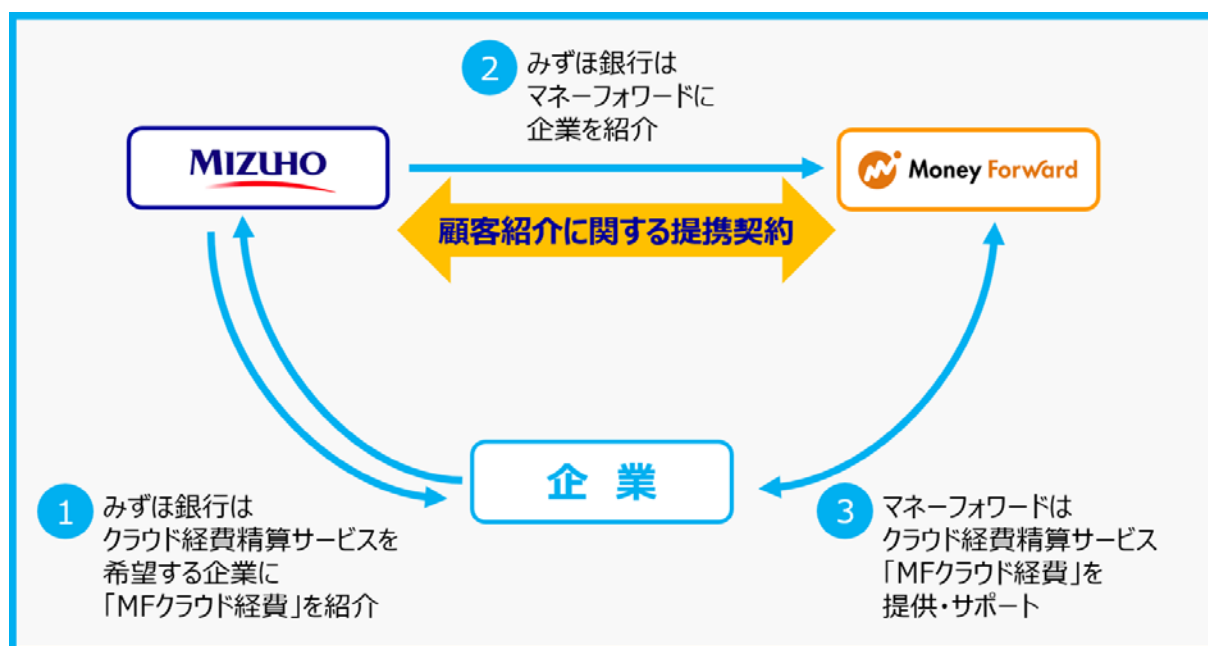 2
みずほ銀行は
マネーフォワードに
企業を紹介
MIZUHO
Money Forward
顧客紹介に関する提携契約
企 業
1
みずほ銀行は
クラウド経費精算サービスを
希望する企業に
「MFクラウド経費」を紹介
3
マネーフォワードは
クラウド経費精算サービス
「MFクラウド経費」を
提供・サポート